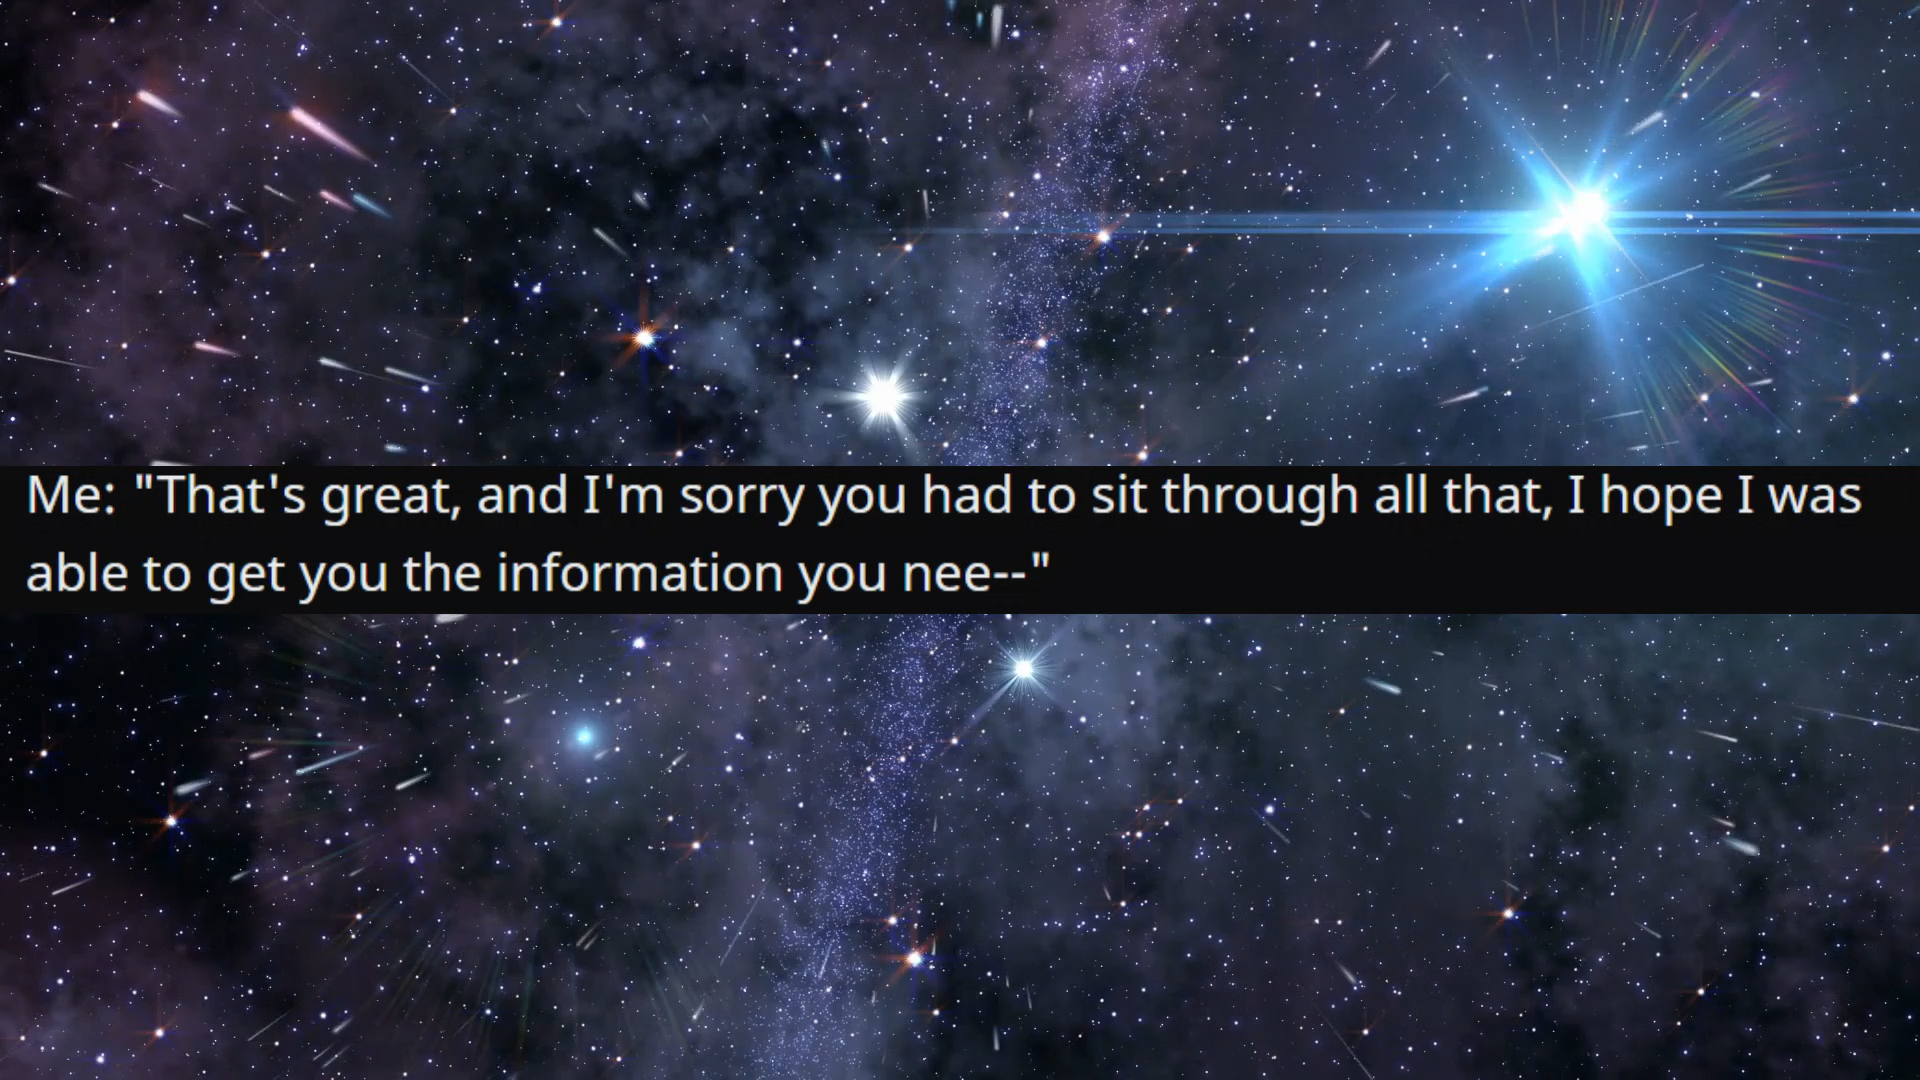 Me: "That's great, and I'm sorry you had to sit through all that, I hope I was
able to get you the information you nee--"